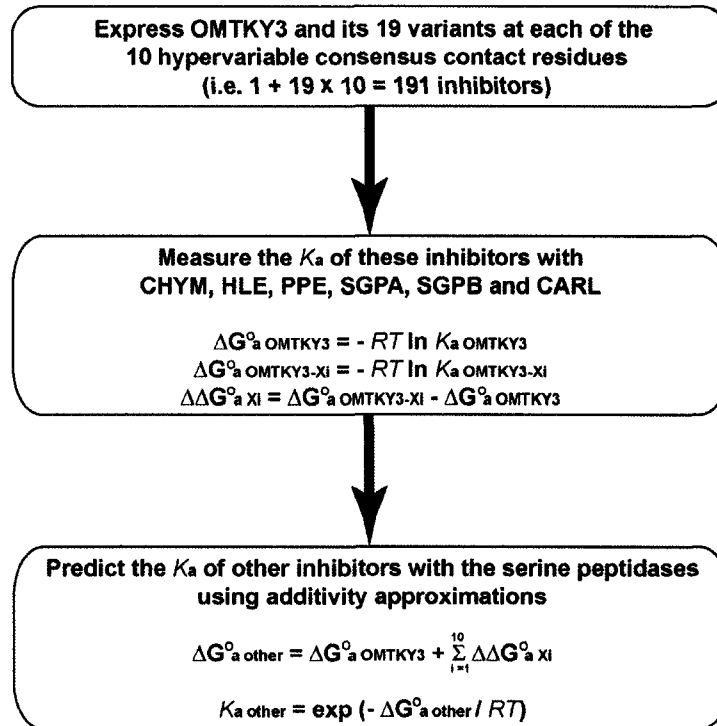 Express OMTKY3 and its 19 variants at each of the
10 hypervariable consensus contact residues
(i.e. 1 + 19 x 10 = 191 inhibitors)
Measure the Ka of these inhibitors with
CHYM, HLE, PPE, SGPA, SGPB and CARL
ΔG°a OMTKY3 = - RT ln Ka OMTKY3
ΔG°a OMTKY3-Xi = - RT ln Ka OMTKY3-Xi
ΔΔG°a Xi = ΔG°a OMTKY3-Xi - ΔG°a OMTKY3
Predict the Ka of other inhibitors with the serine peptidases
using additivity approximations
ΔG°a other = ΔG°a OMTKY3 + 10Σi=1 ΔΔG°a Xi
Ka other = exp (- ΔG°a other / RT)